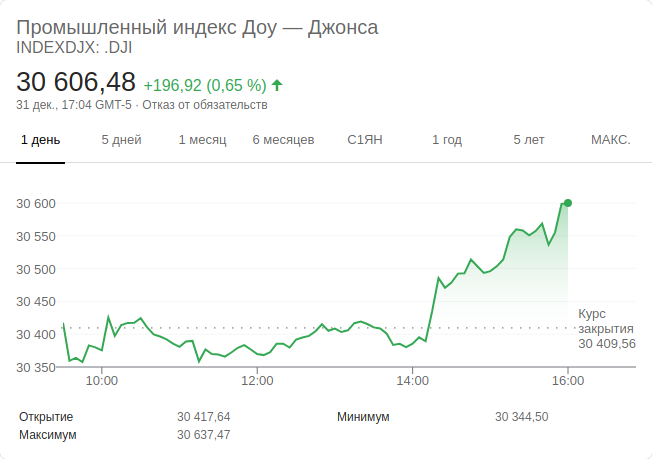 Промышленный индекс Доу — Джонса
INDEXDJX: .DJI
30 606,48 +196,92 (0,65 %)
31 дек., 17:04 GMT-5 · Отказ от обязательств
1 день 5 дней 1 месяц 6 месяцев С1ЯН 1 год 5 лет МАКС.
30 600
30 550
30 500
30 450
30 400
30 350
Курс
закрытия
30 409,56
10:00 12:00 14:00 16:00
Открытие 30 417,64 Минимум 30 344,50
Максимум 30 637,47